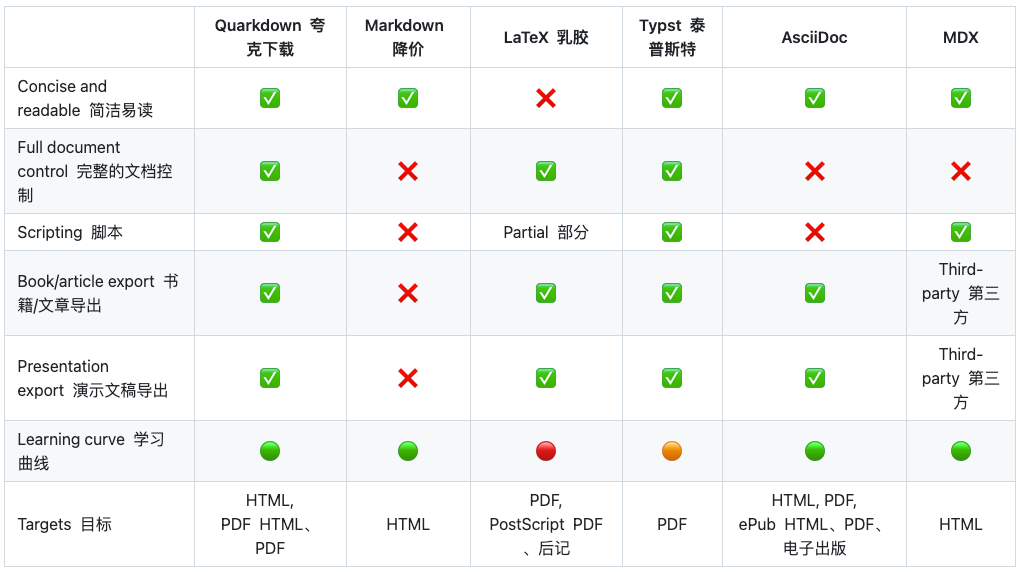 Quarkdown 夸
克下载
Markdown
降价
LaTeX 乳胶
Typst 泰
普斯特
AsciiDoc
MDX
Concise and
readable 简洁易读
✅
✅
❌
✅
✅
✅
Full document
control 完整的文档控
制
✅
❌
✅
✅
❌
❌
Scripting 脚本
✅
❌
Partial 部分
✅
❌
✅
Book/article export 书
籍/文章导出
✅
❌
✅
✅
✅
Third-
party 第三
方
Presentation
export 演示文稿导出
✅
❌
✅
✅
✅
Third-
party 第三
方
Learning curve 学习
曲线
🟢
🟢
🔴
🟠
🟢
🟢
Targets 目标
HTML,
PDF HTML、
PDF
HTML
PDF,
PostScript PDF
、后记
PDF
HTML, PDF,
ePub HTML、PDF、
电子出版
HTML